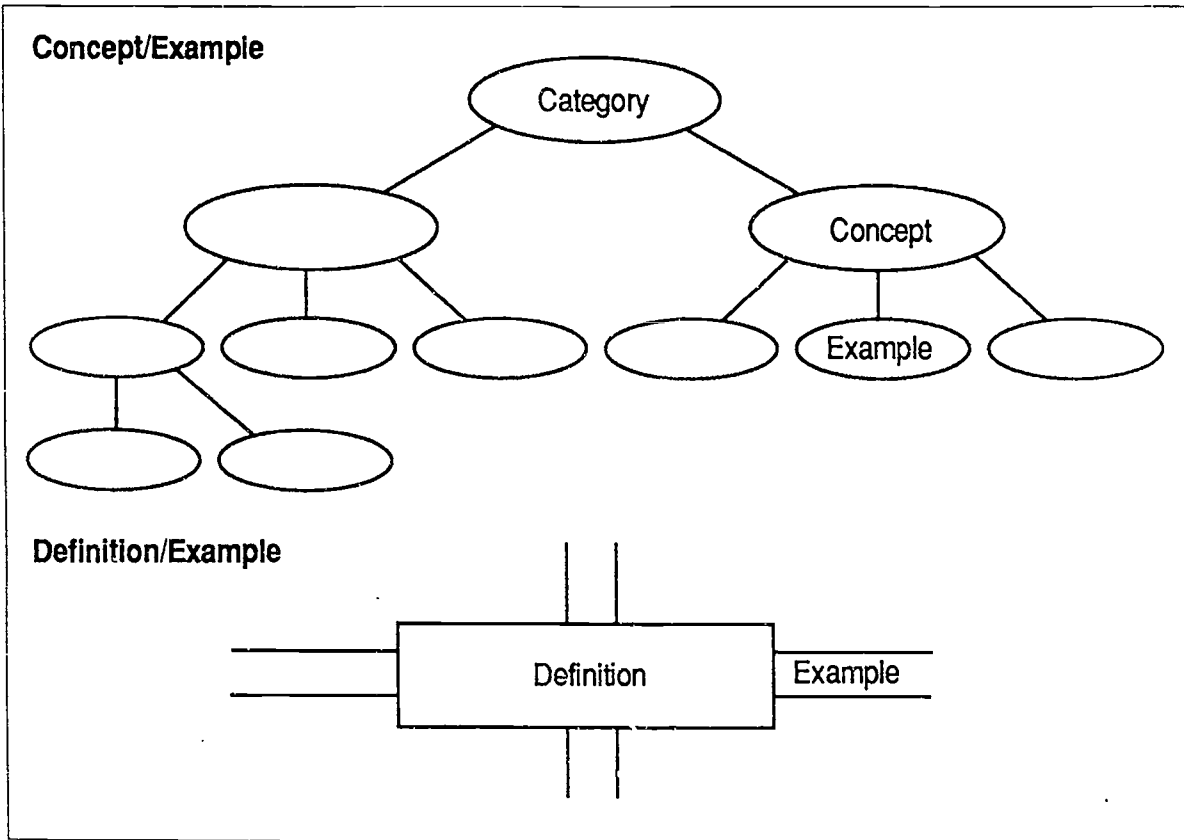 Concept/Example
Category
Concept
Example
Definition/Example
Definition
Example